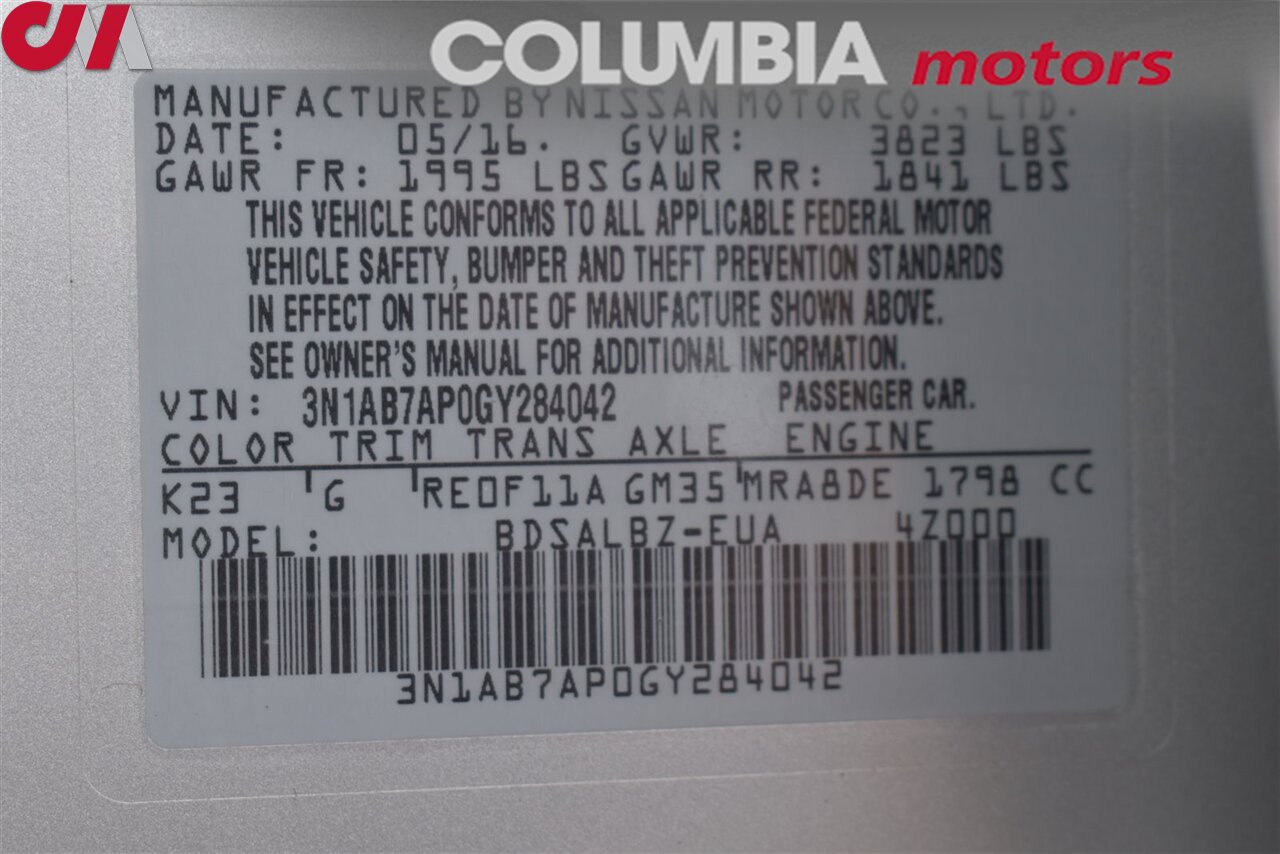 CM
COLUMBIA motors
MANUFACTURED BY NISSAN MOTOR CO., LTD.
DATE: 05/16. GVWR: 3823 LBS
GAWR FR: 1995 LBS GAWR RR: 1841 LBS
THIS VEHICLE CONFORMS TO ALL APPLICABLE FEDERAL MOTOR
VEHICLE SAFETY, BUMPER AND THEFT PREVENTION STANDARDS
IN EFFECT ON THE DATE OF MANUFACTURE SHOWN ABOVE.
SEE OWNER'S MANUAL FOR ADDITIONAL INFORMATION.
VIN: 3N1AB7AP0GY284042 PASSENGER CAR.
COLOR TRIM TRANS AXLE ENGINE
K23 G RE0F11A GM35 MRA8DE 1798 CC
MODEL: BDSALBZ-EUA 4Z000
3N1AB7AP0GY284042